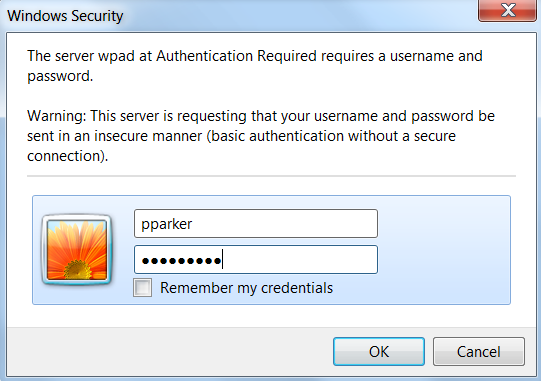 Windows Security
The server wpad at Authentication Required requires a username and
password.
Warning: This server is requesting that your username and password be
sent in an insecure manner (basic authentication without a secure
connection).
pparker
●●●●●●●●●
Remember my credentials
OK
Cancel